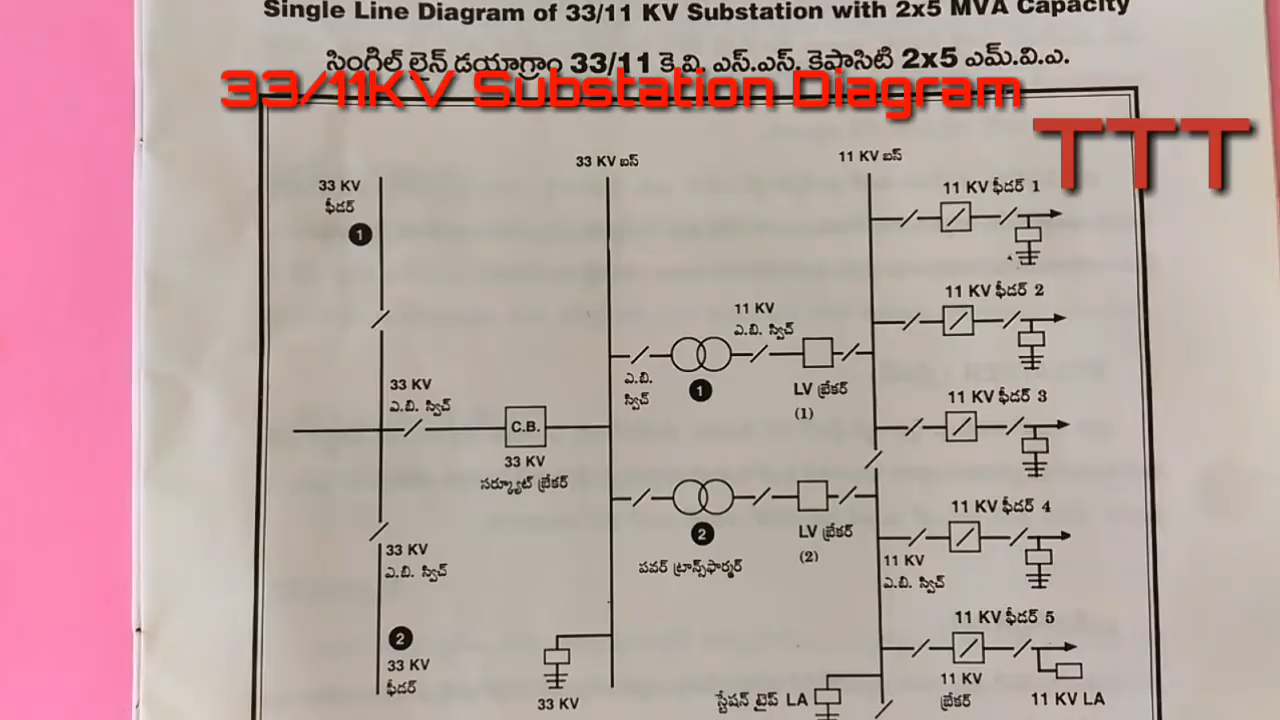 Single Line Diagram of 33/11 KV Substation with 2x5 MVA Capacity
సింగిల్ లైన్ డయాగ్రాం 33/11 కె.వి. ఎస్.ఎస్. కెపాసిటి 2x5 ఎమ్.వి.ఎ.
33/11KV Substation Diagram
TTT
33 KV బస్
11 KV బస్
33 KV
ఫీడర్
1
11 KV ఫీడర్ 1
11 KV ఫీడర్ 2
11 KV
ఎ.బి. స్విచ్
33 KV
ఎ.బి. స్విచ్
ఎ.బి.
స్విచ్
1
LV బ్రేకర్
(1)
11 KV ఫీడర్ 3
C.B.
33 KV
సర్క్యూట్ బ్రేకర్
11 KV ఫీడర్ 4
2
LV బ్రేకర్
(2)
పవర్ ట్రాన్స్‌ఫార్మర్
33 KV
ఎ.బి. స్విచ్
11 KV
ఎ.బి. స్విచ్
11 KV ఫీడర్ 5
2
33 KV
ఫీడర్
33 KV
స్టేషన్ టైప్ LA
11 KV
బ్రేకర్
11 KV LA